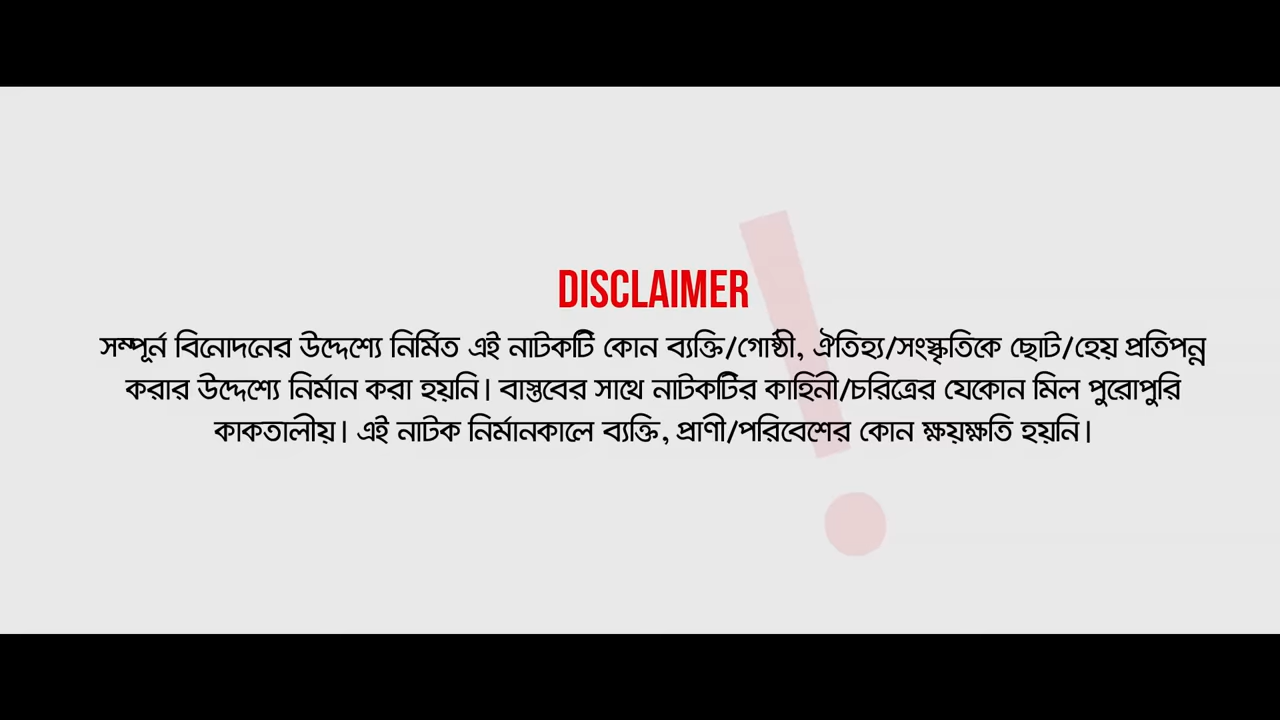 DISCLAIMER
সম্পূর্ন বিনোদনের উদ্দেশ্যে নির্মিত এই নাটকটি কোন ব্যক্তি/গোষ্ঠী, ঐতিহ্য/সংস্কৃতিকে ছোট/হেয় প্রতিপন্ন
করার উদ্দেশ্যে নির্মান করা হয়নি। বাস্তবের সাথে নাটকটির কাহিনী/চরিত্রের যেকোন মিল পুরোপুরি
কাকতালীয়। এই নাটক নির্মানকালে ব্যক্তি, প্রাণী/পরিবেশের কোন ক্ষয়ক্ষতি হয়নি।